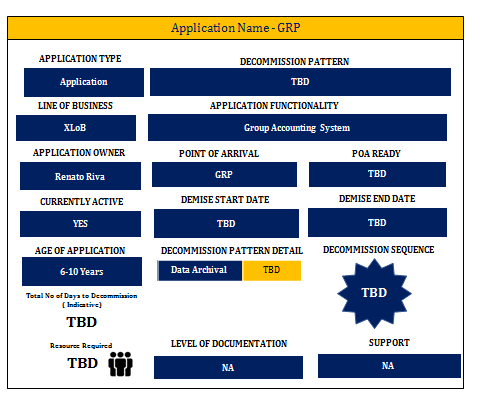 Application Name - GRP
APPLICATION TYPE
DECOMMISSION PATTERN
Application
TBD
LINE OF BUSINESS
APPLICATION FUNCTIONALITY
XLoB
Group Accounting System
APPLICATION OWNER
POINT OF ARRIVAL
POA READY
Renato Riva
GRP
TBD
CURRENTLY ACTIVE
DEMISE START DATE
DEMISE END DATE
YES
TBD
TBD
AGE OF APPLICATION
DECOMMISSION PATTERN DETAIL
DECOMMISSION SEQUENCE
6-10 Years
Data Archival
TBD
TBD
Total No of Days to Decommission
( Indicative)
TBD
Resource Required
TBD
LEVEL OF DOCUMENTATION
SUPPORT
NA
NA